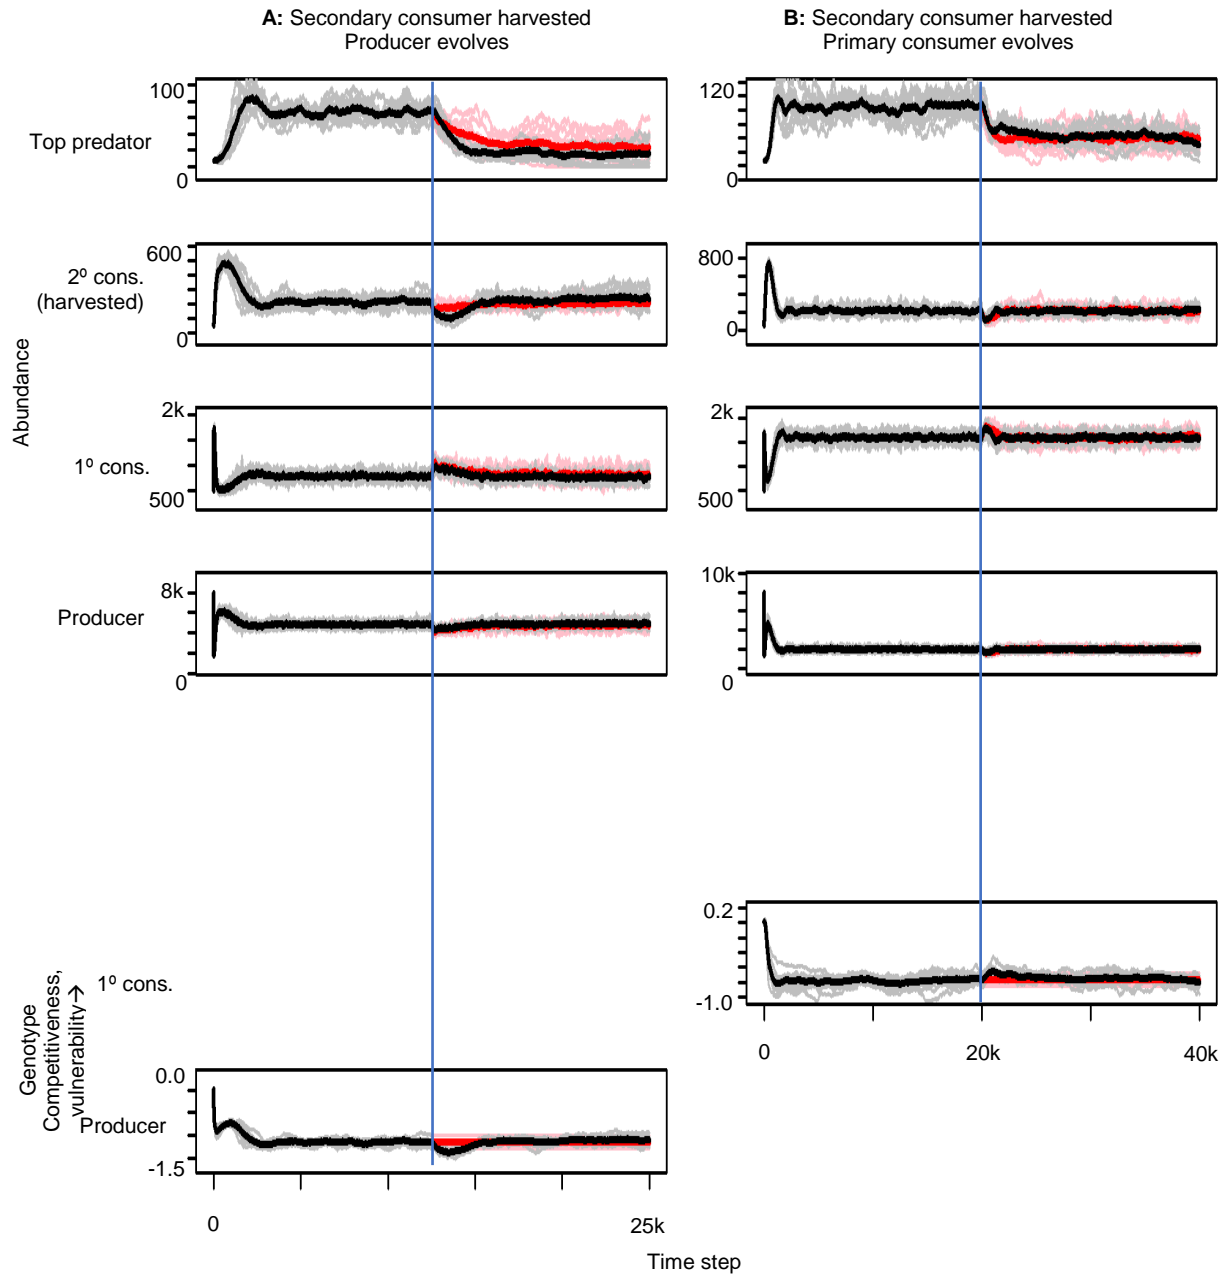 A: Secondary consumer harvested
Producer evolves
B: Secondary consumer harvested
Primary consumer evolves
Abundance
Top predator
100
0
120
0
2º cons.
(harvested)
600
0
800
0
1º cons.
2k
500
2k
500
Producer
8k
0
10k
0
Genotype
Competitiveness,
vulnerability→
1º cons.
0.2
-1.0
0
20k
40k
Producer
0.0
-1.5
0
25k
Time step